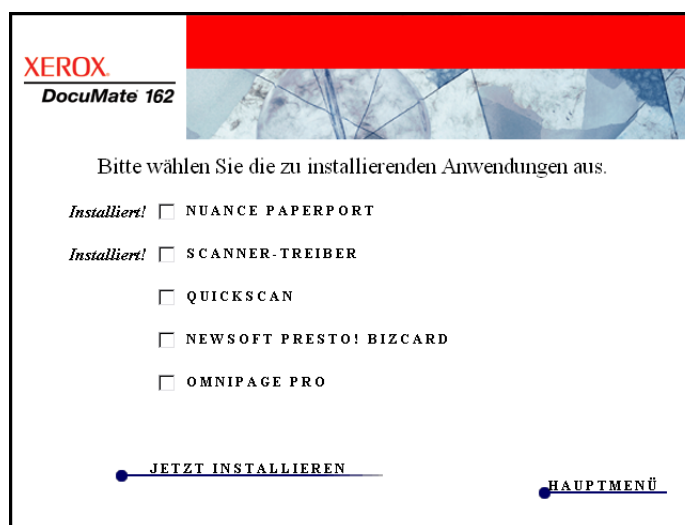 XEROX.
DocuMate 162
Bitte wählen Sie die zu installierenden Anwendungen aus.
Installiert! NUANCE PAPERPORT
Installiert! SCANNER-TREIBER
QUICKSCAN
NEWSOFT PRESTO! BIZCARD
OMNIPAGE PRO
JETZT INSTALLIEREN
HAUPTMENÜ